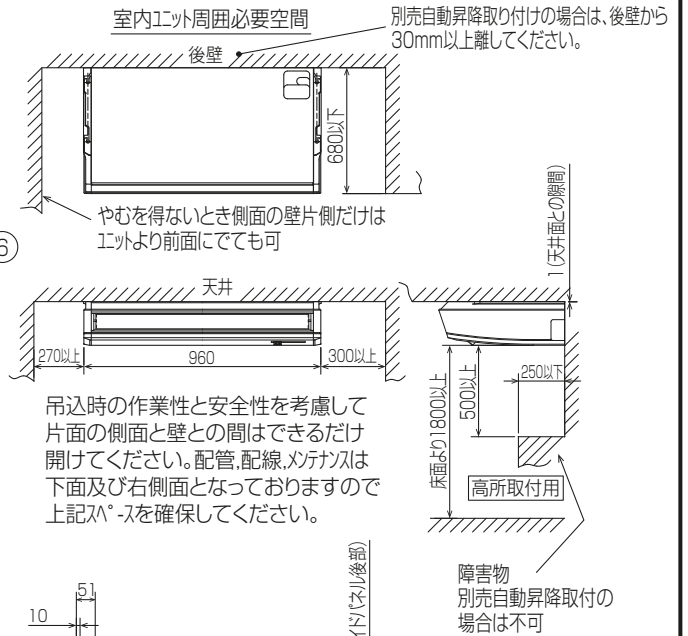 室内ユニット周囲必要空間
別売自動昇降取り付けの場合は、後壁から
30mm以上離してください。
後壁
680以下
やむを得ないとき側面の壁片側だけは
ユニットより前面にでても可
6
1(天井面との隙間)
天井
270以上
960
300以上
床面より1800以上
500以上
250以下
吊込時の作業性と安全性を考慮して
片面の側面と壁との間はできるだけ
開けてください。配管,配線,メンテナンスは
下面及び右側面となっておりますので
上記スペ-スを確保してください。
高所取付用
障害物
別売自動昇降取付の
場合は不可
51
10
イドパネル後部)